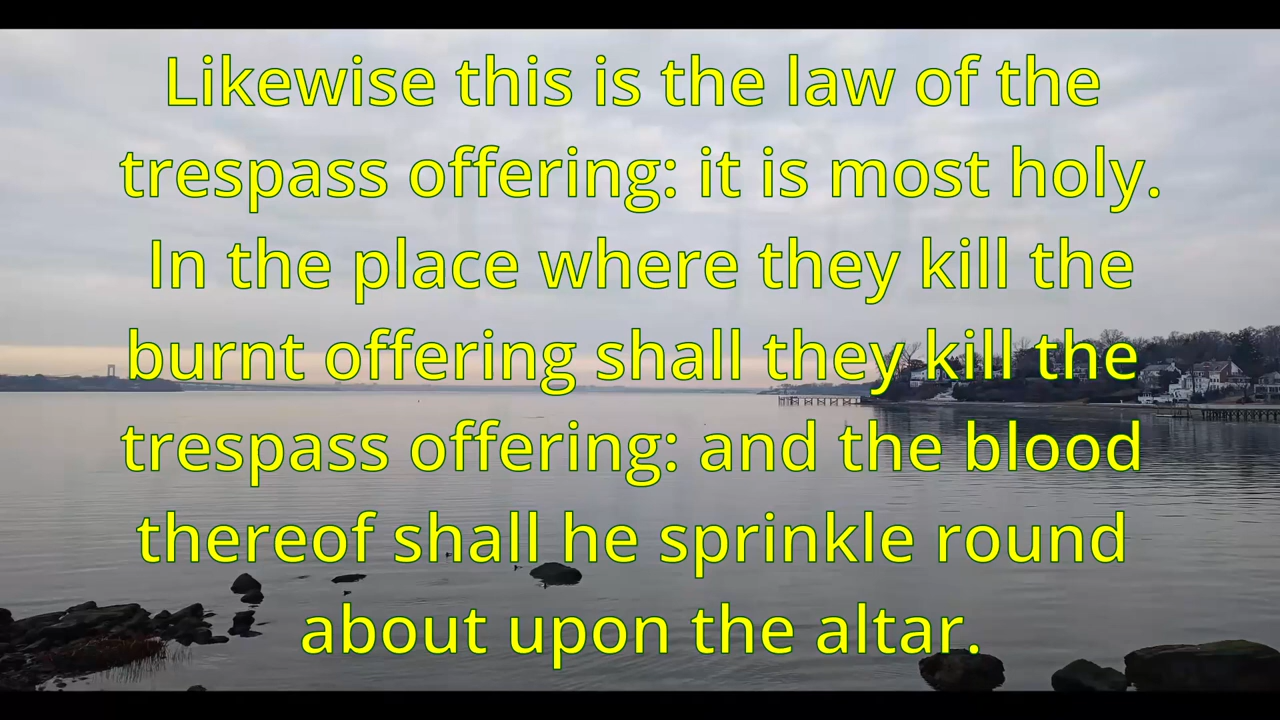 Likewise this is the law of the
trespass offering: it is most holy.
In the place where they kill the
burnt offering shall they kill the
trespass offering: and the blood
thereof shall he sprinkle round
about upon the altar.